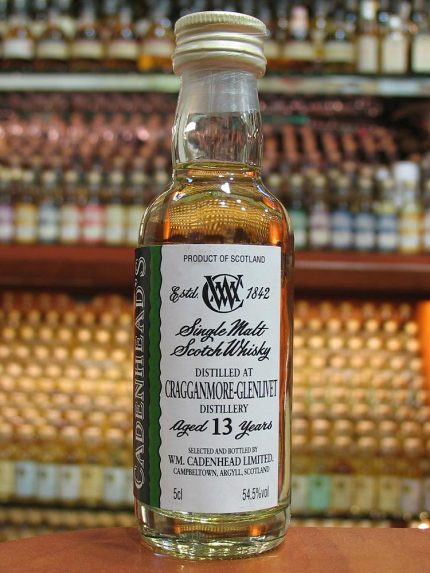 PRODUCT OF SCOTLAND
Estd. WC 1842
Single Malt
Scotch Whisky
DISTILLED AT
CRAGGANMORE-GLENLIVET
DISTILLERY
Aged 13 Years
SELECTED AND BOTTLED BY
WM. CADENHEAD LIMITED.
CAMPBELTOWN, ARGYLL, SCOTLAND
5cl 54.5%vol
CADENHEAD'S